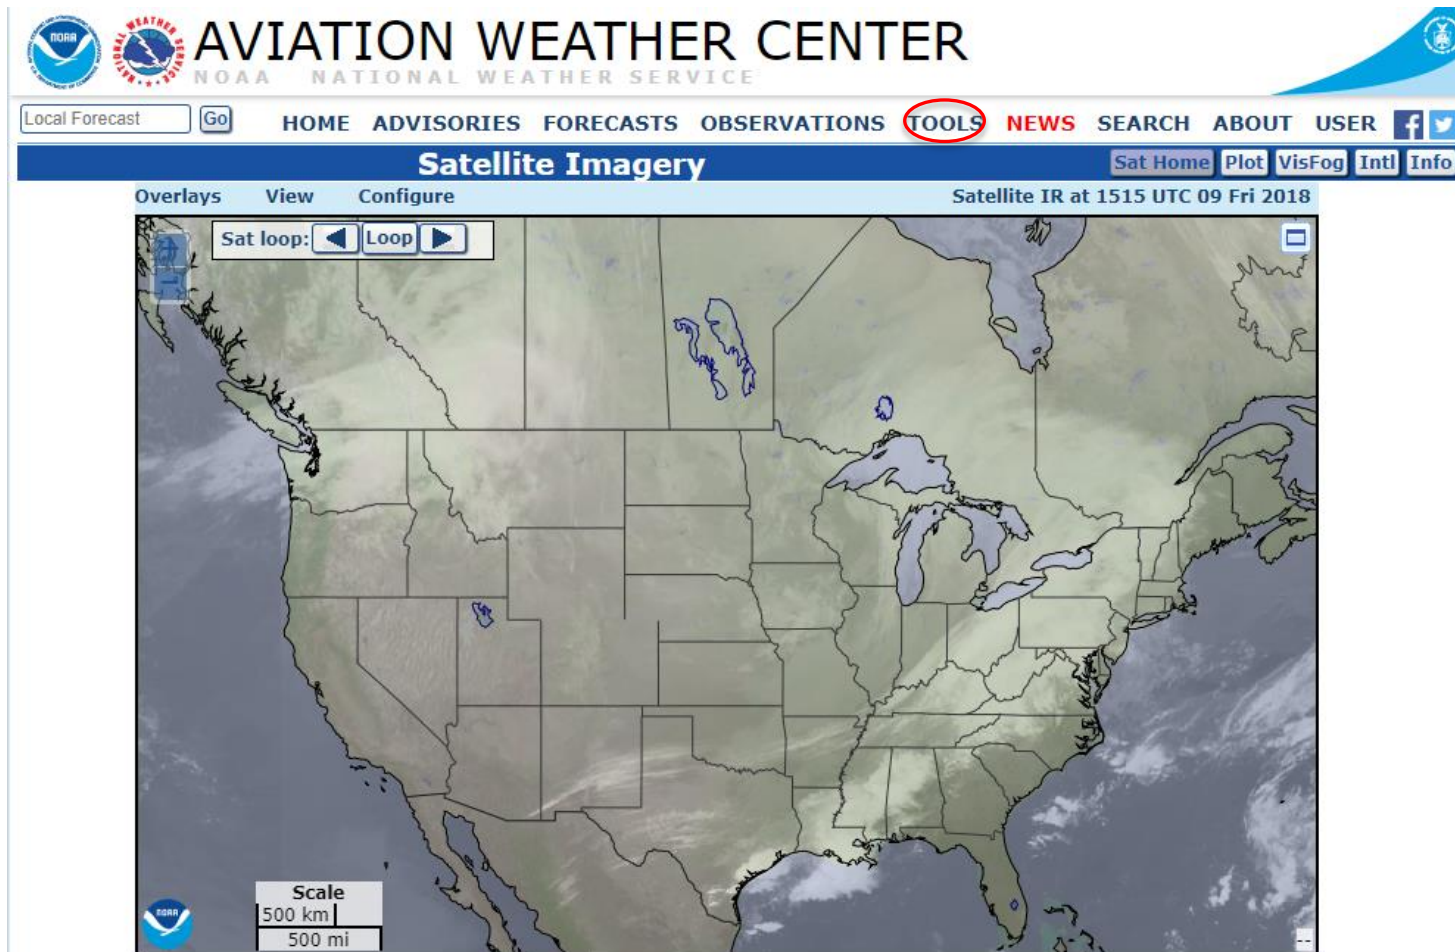 AVIATION WEATHER CENTER
NOAA NATIONAL WEATHER SERVICE
Local Forecast Go HOME ADVISORIES FORECASTS OBSERVATIONS TOOLS NEWS SEARCH ABOUT USER
Satellite Imagery Sat Home Plot VisFog Intl Info
Overlays View Configure Satellite IR at 1515 UTC 09 Fri 2018
Sat loop: Loop
Scale
500 km
500 mi
NOAA